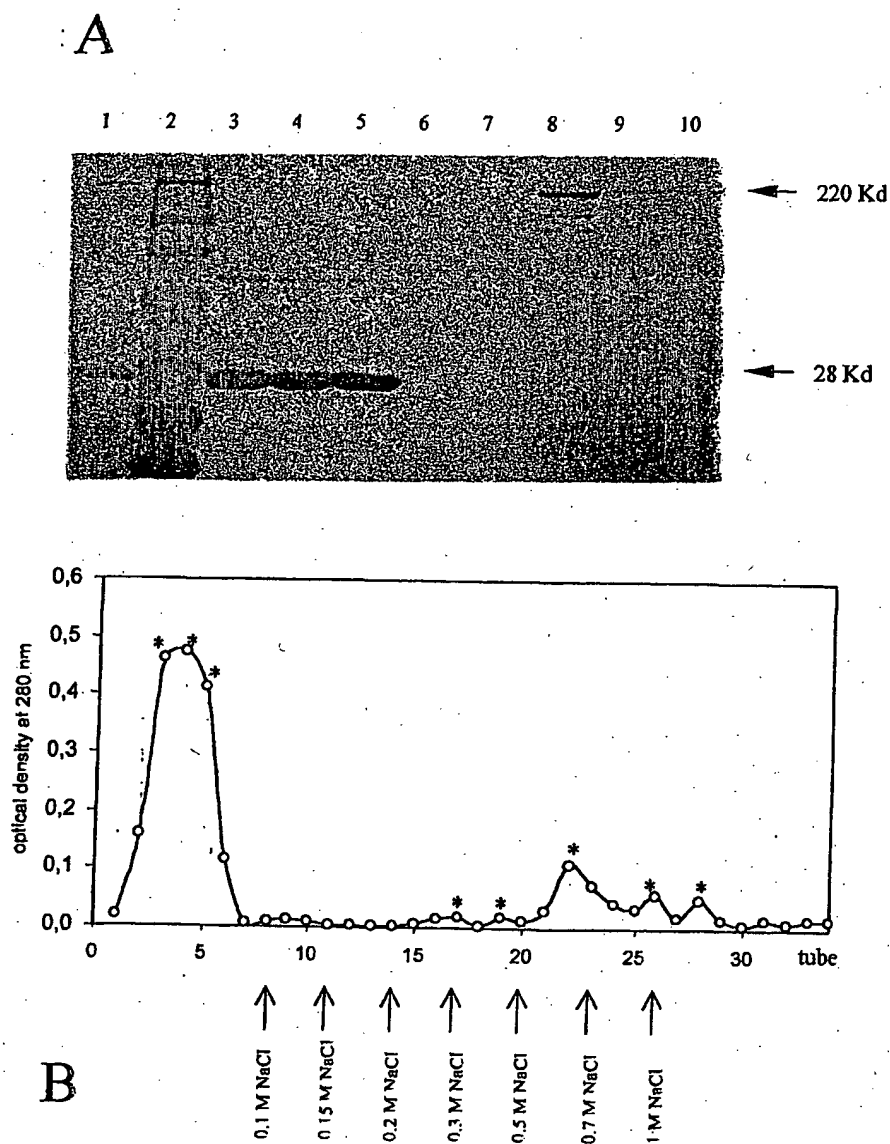 A
1 2 3 4 5 6 7 8 9 10
220 Kd
28 Kd
0,6
0,5
0,4
0,3
0,2
0,1
0,0
optical density at 280 nm
* * * * * * * *
0 5 10 15 20 25 30 tube
0,1 M NaCl
0,15 M NaCl
0,2 M NaCl
0,3 M NaCl
0,5 M NaCl
0,7 M NaCl
1 M NaCl
B